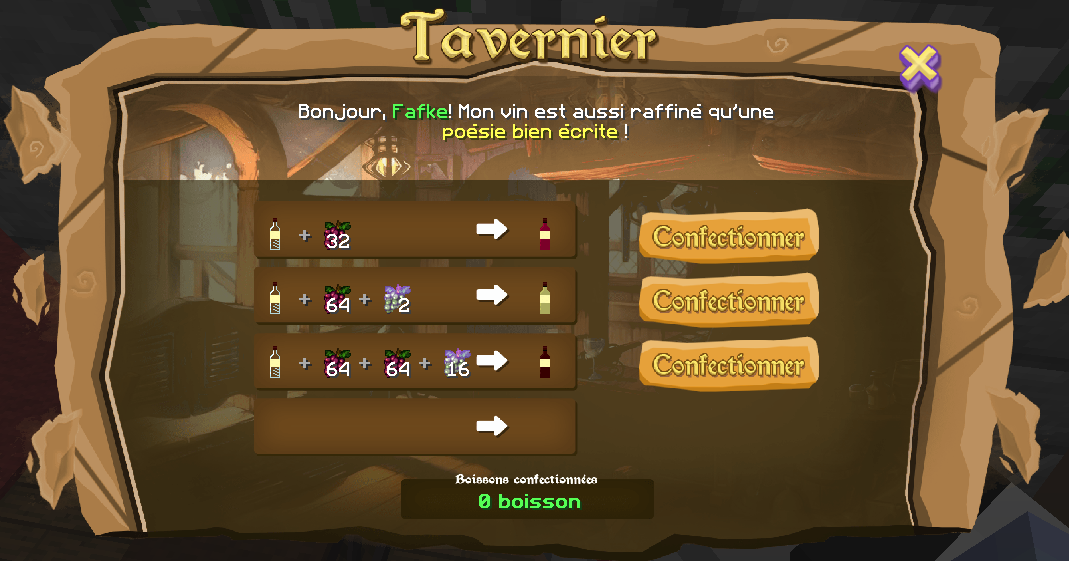 Tavernier
Bonjour, Fafke! Mon vin est aussi raffiné qu'une
poésie bien écrite !
+ 32
Confectionner
+ 64 + 2
Confectionner
+ 64 + 64 + 16
Confectionner
Boissons confectionnées
0 boisson